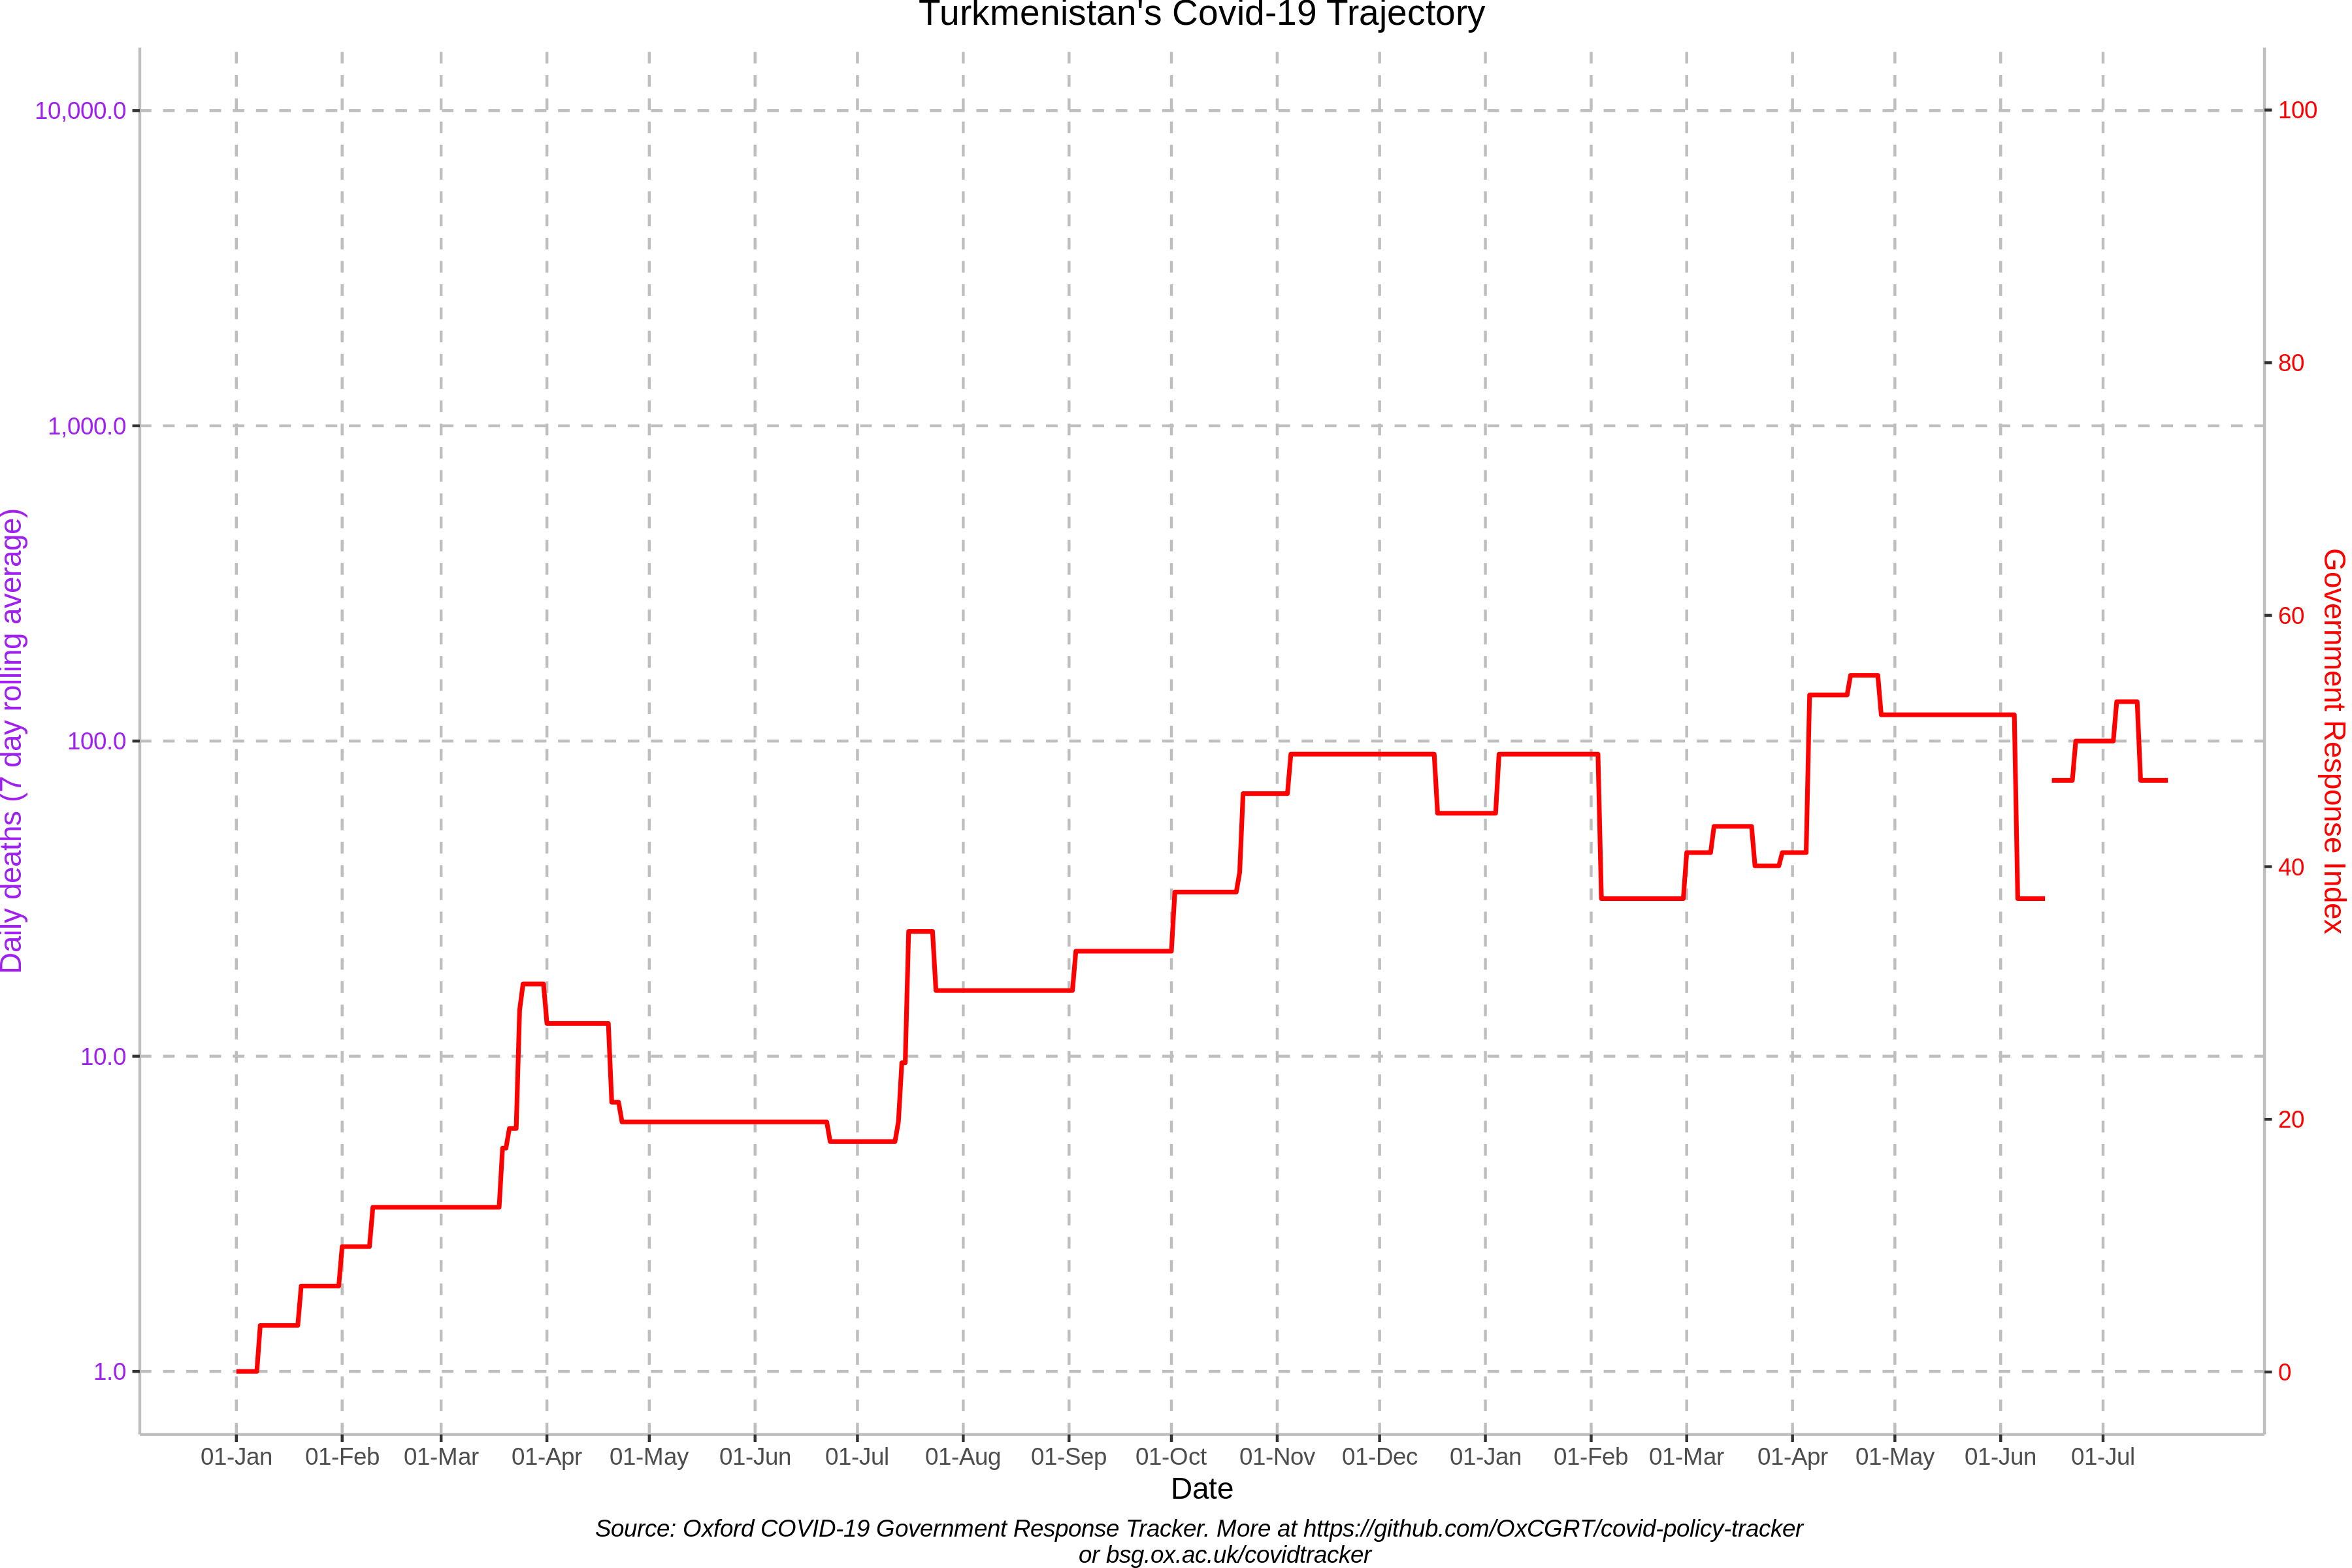 Turkmenistan's Covid-19 Trajectory
10,000.0
1,000.0
100.0
10.0
1.0
Daily deaths (7 day rolling average)
100
80
60
40
20
0
Government Response Index
01-Jan 01-Feb 01-Mar 01-Apr 01-May 01-Jun 01-Jul 01-Aug 01-Sep 01-Oct 01-Nov 01-Dec 01-Jan 01-Feb 01-Mar 01-Apr 01-May 01-Jun 01-Jul
Date
Source: Oxford COVID-19 Government Response Tracker. More at https://github.com/OxCGRT/covid-policy-tracker
or bsg.ox.ac.uk/covidtracker